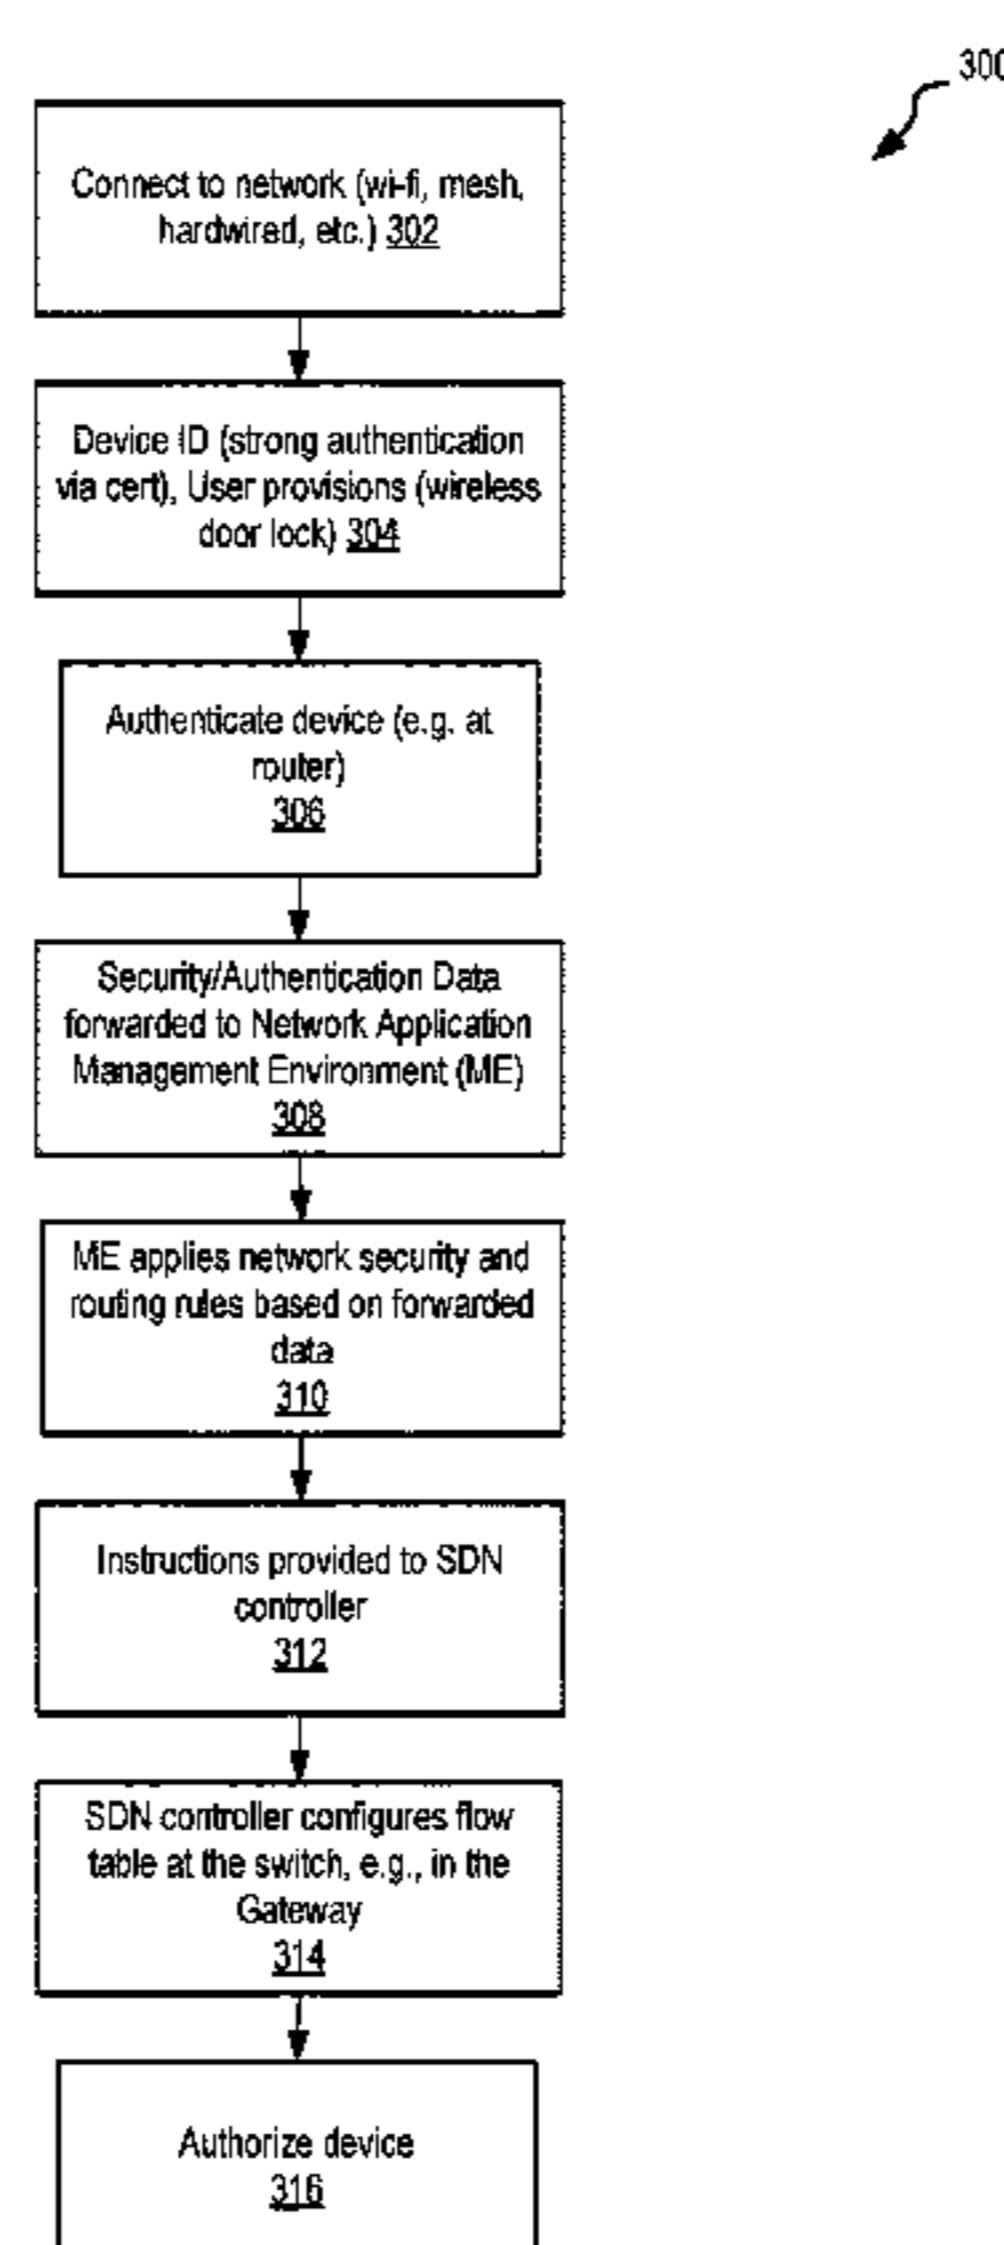 300
Connect to network (wi-fi, mesh,
hardwired, etc.) 302
Device ID (strong authentication
via cert), User provisions (wireless
door lock) 304
Authenticate device (e.g. at
router)
306
Security/Authentication Data
forwarded to Network Application
Management Environment (ME)
308
ME applies network security and
routing rules based on forwarded
data
310
Instructions provided to SDN
controller
312
SDN controller configures flow
table at the switch, e.g., in the
Gateway
314
Authorize device
316